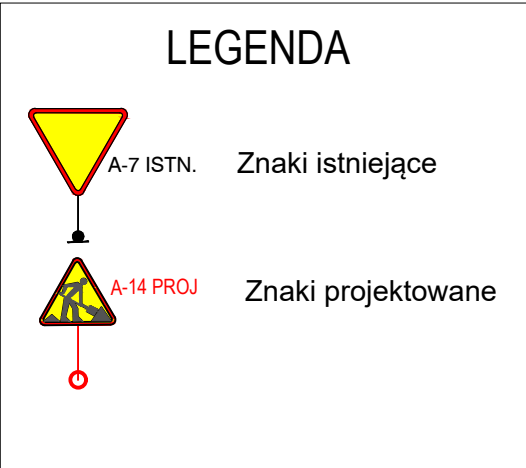 LEGENDA
A-7 ISTN. Znaki istniejące
A-14 PROJ Znaki projektowane